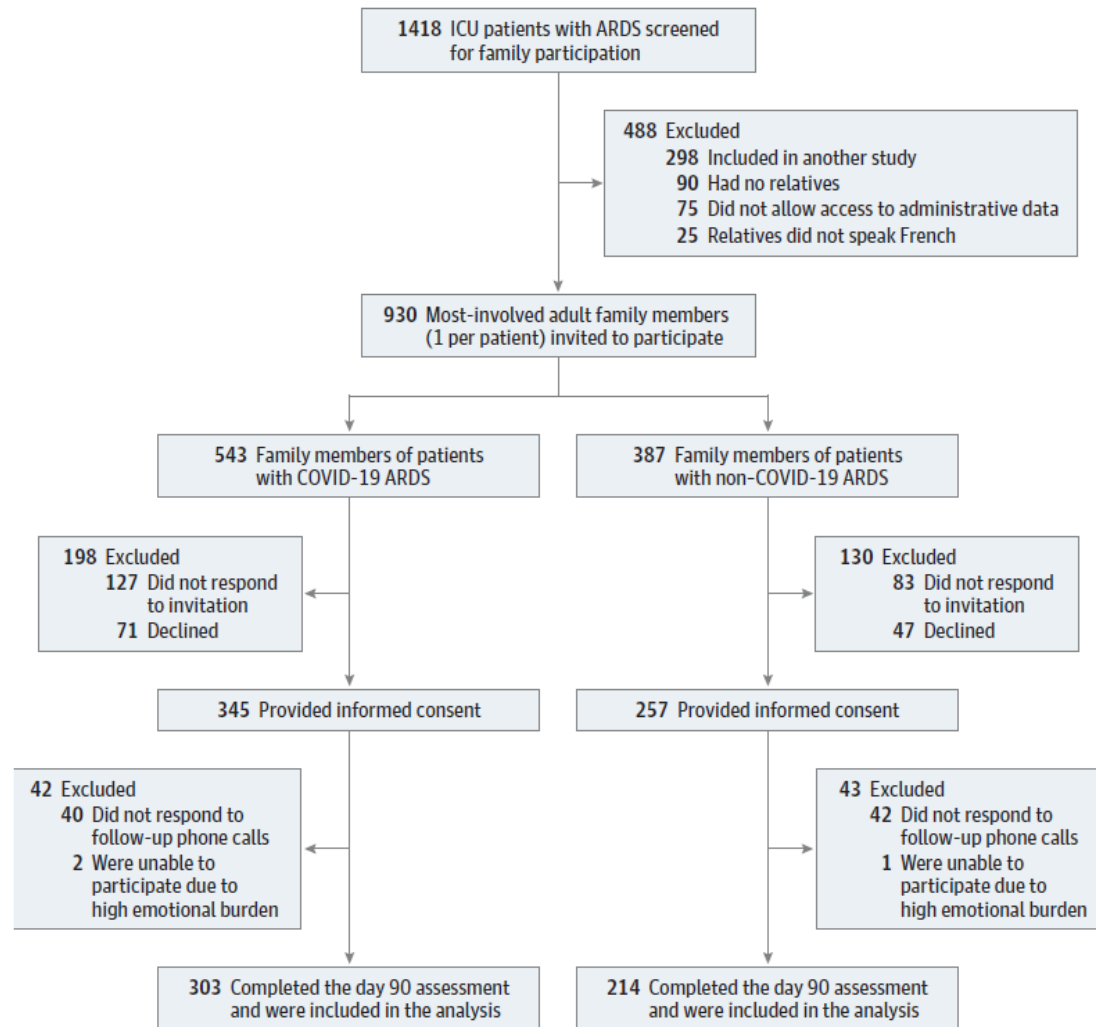 1418 ICU patients with ARDS screened
for family participation
488 Excluded
298 Included in another study
90 Had no relatives
75 Did not allow access to administrative data
25 Relatives did not speak French
930 Most-involved adult family members
(1 per patient) invited to participate
543 Family members of patients
with COVID-19 ARDS
387 Family members of patients
with non-COVID-19 ARDS
198 Excluded
127 Did not respond
to invitation
71 Declined
130 Excluded
83 Did not respond
to invitation
47 Declined
345 Provided informed consent
257 Provided informed consent
42 Excluded
40 Did not respond to
follow-up phone calls
2 Were unable to
participate due to
high emotional burden
43 Excluded
42 Did not respond to
follow-up phone calls
1 Were unable to
participate due to
high emotional burden
303 Completed the day 90 assessment
and were included in the analysis
214 Completed the day 90 assessment
and were included in the analysis